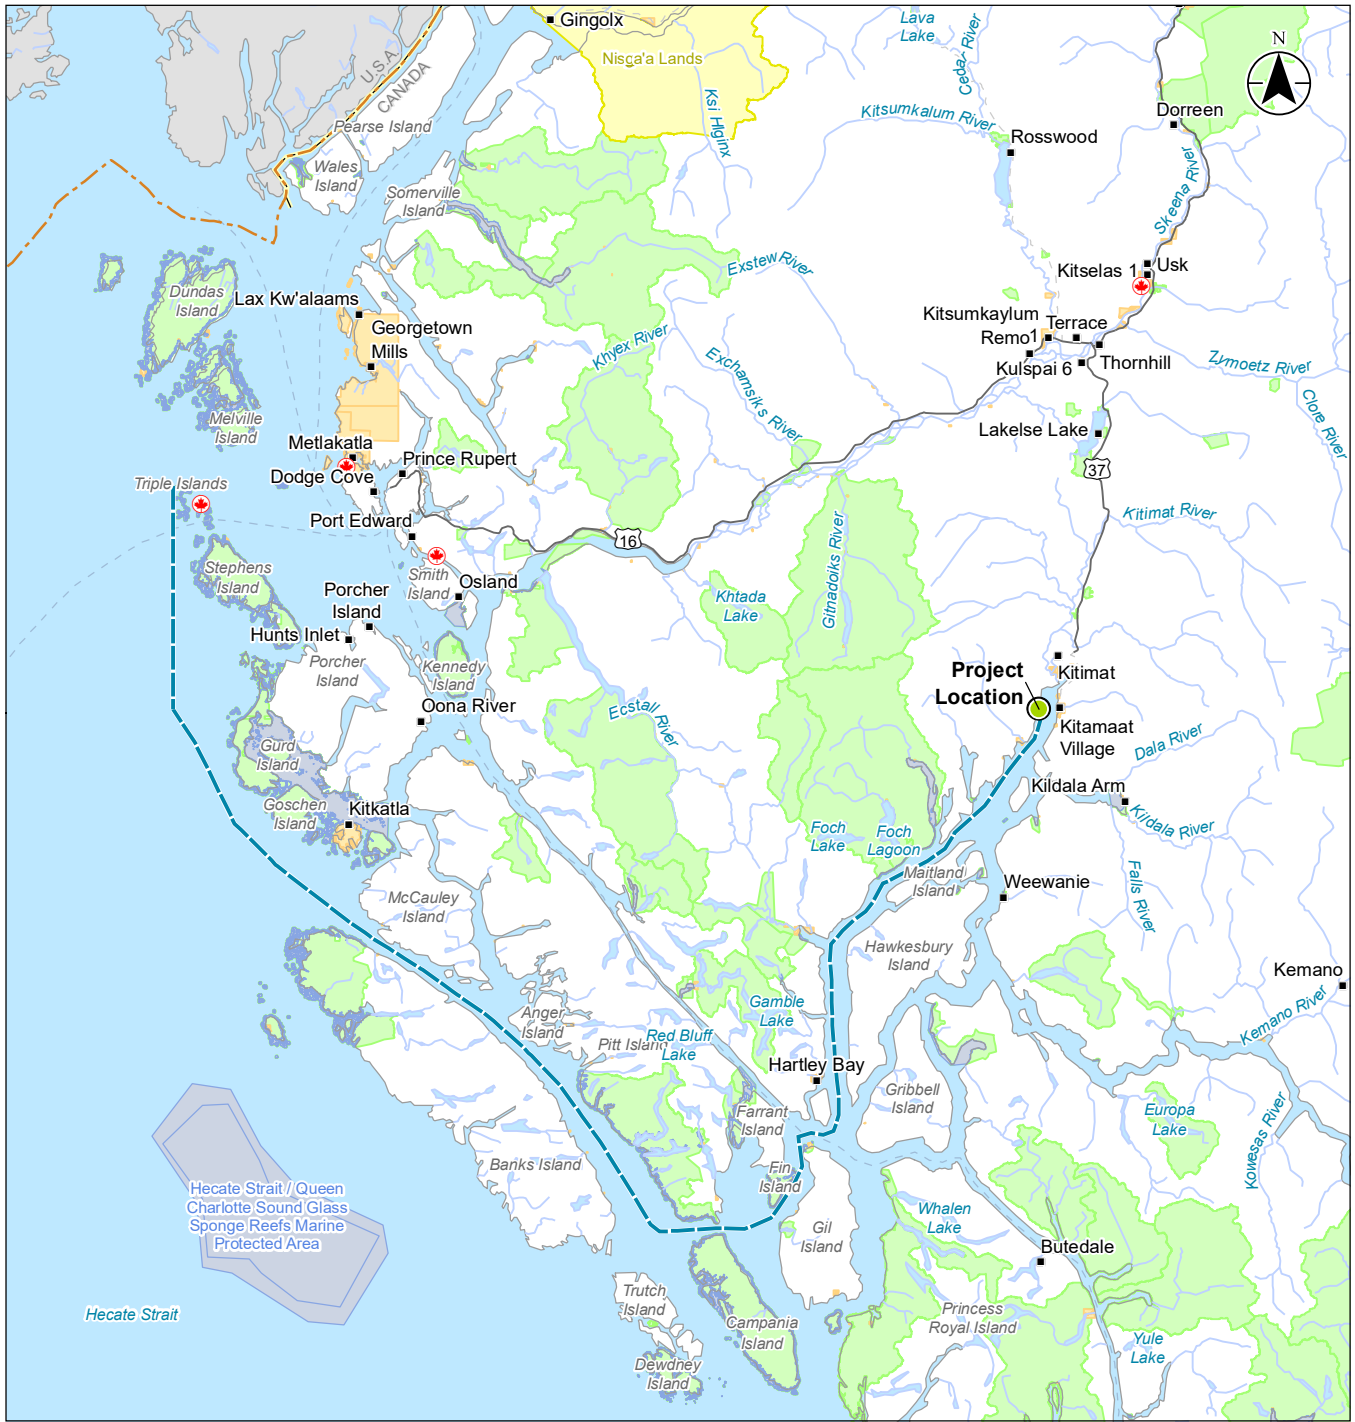 Gingolx
Lava
Lake
Cedar River
N
U.S.A.
CANADA
Nisga'a Lands
Ksi Hlginx
Kitsumkalum River
Dorreen
Pearse Island
Rosswood
Wales
Island
Somerville
Island
Skeena River
Exstew River
Kitselas 1
Usk
Dundas
Island
Lax Kw'alaams
Georgetown
Mills
Kitsumkaylum
1
Terrace
Remo
Khyex River
Exchamsiks River
Kulspai 6
Thornhill
Zymoetz River
Clore River
Melville
Island
Metlakatla
Lakelse Lake
Dodge Cove
Prince Rupert
37
Triple Islands
Port Edward
Kitimat River
16
Gitnadoiks River
Stephens
Island
Smith
Island
Osland
Porcher
Island
Khtada
Lake
Hunts Inlet
Porcher
Island
Kennedy
Island
Project
Location
Kitimat
Oona River
Ecstall River
Kitamaat
Village
Dala River
Gurd
Island
Kildala Arm
Goschen
Island
Kitkatla
Foch
Lake
Foch
Lagoon
Kildala River
Maitland
Island
Weewanie
Falls River
McCauley
Island
Hawkesbury
Island
Kemano
Anger
Island
Gamble
Lake
Kemano River
Pitt Island
Red Bluff
Lake
Hartley Bay
Gribbell
Island
Farrant
Island
Europa
Lake
Kowesas River
Banks Island
Fin
Island
Hecate Strait / Queen
Charlotte Sound Glass
Sponge Reefs Marine
Protected Area
Whalen
Lake
Gil
Island
Butedale
Hecate Strait
Trutch
Island
Campania
Island
Princess
Royal Island
Yule
Lake
Dewdney
Island